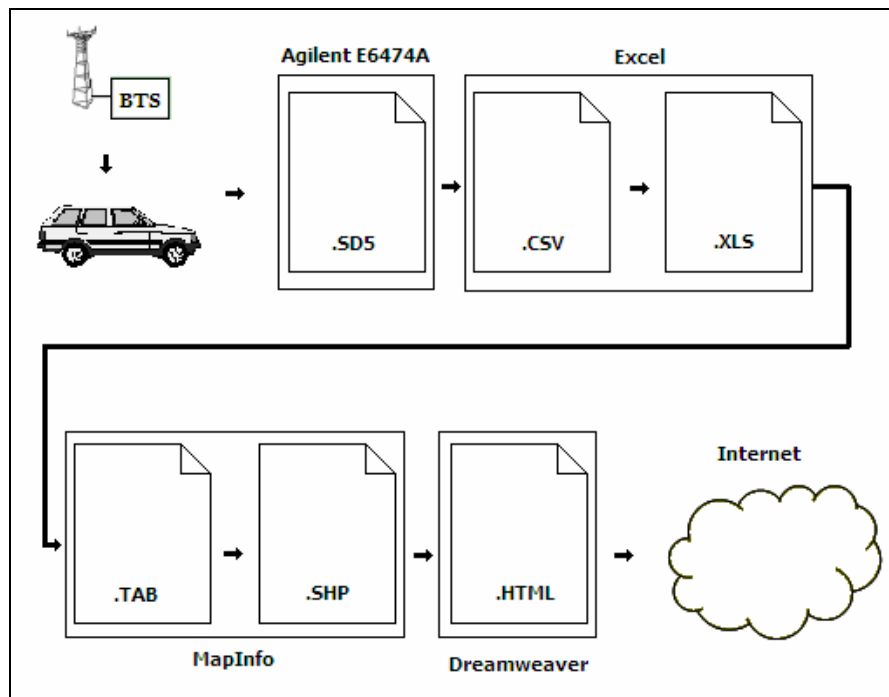 Agilent E6474A
Excel
BTS
.SD5
.CSV
.XLS
Internet
.TAB
.SHP
.HTML
MapInfo
Dreamweaver